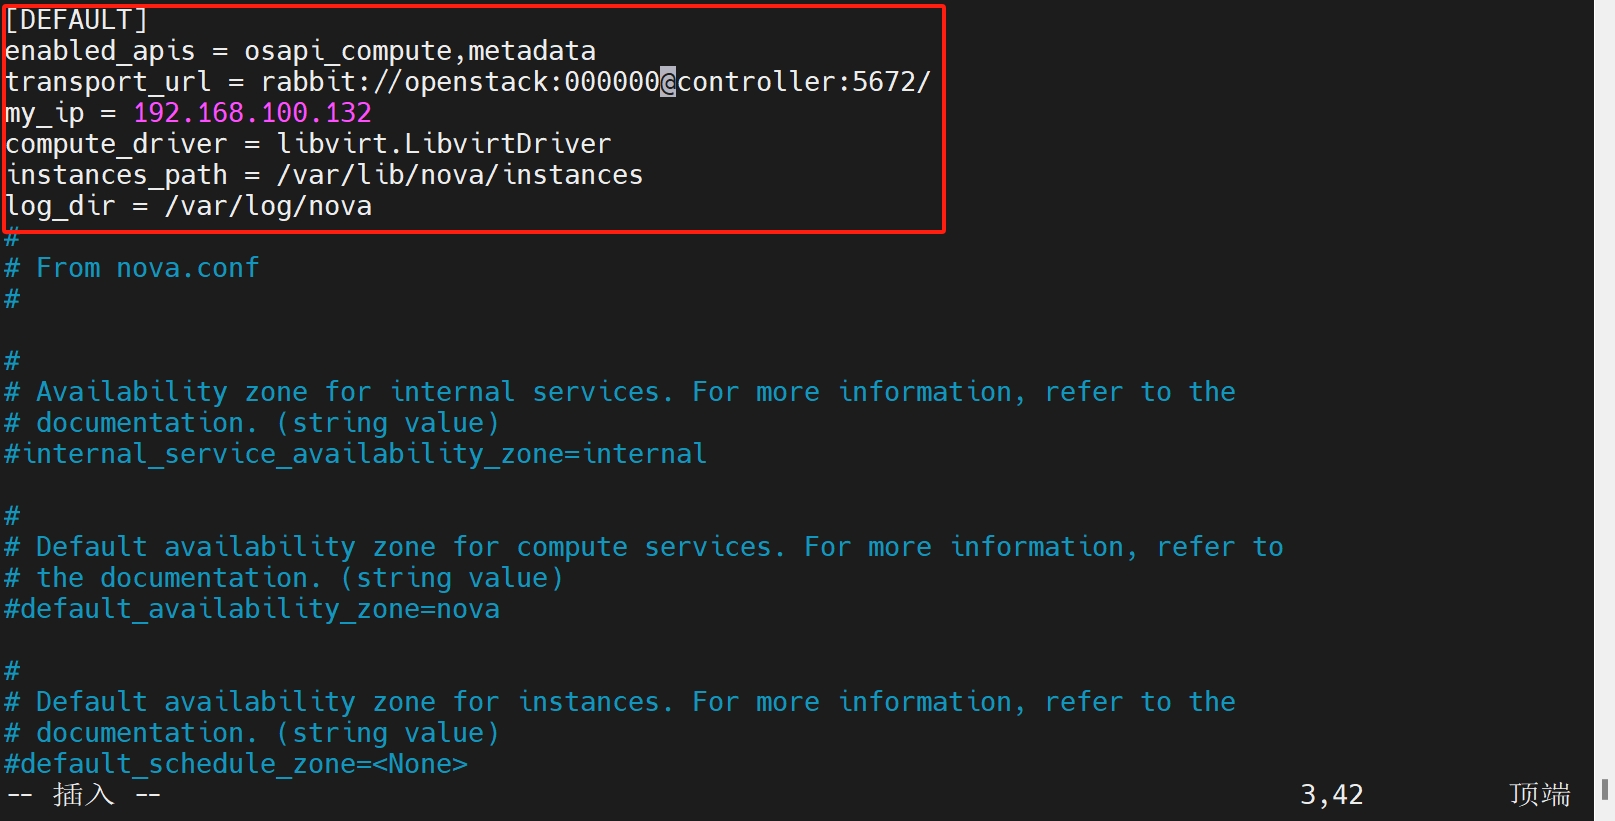 [DEFAULT]
enabled_apis = osapi_compute,metadata
transport_url = rabbit://openstack:000000@controller:5672/
my_ip = 192.168.100.132
compute_driver = libvirt.LibvirtDriver
instances_path = /var/lib/nova/instances
log_dir = /var/log/nova
#
# From nova.conf
#
#
# Availability zone for internal services. For more information, refer to the
# documentation. (string value)
#internal_service_availability_zone=internal
#
# Default availability zone for compute services. For more information, refer to
# the documentation. (string value)
#default_availability_zone=nova
#
# Default availability zone for instances. For more information, refer to the
# documentation. (string value)
#default_schedule_zone=<None>
-- 插入 -- 3,42 顶端